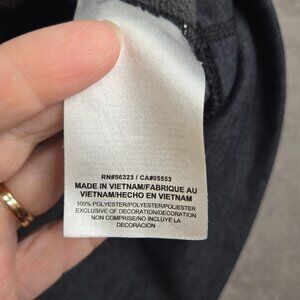 RN#56323 / CA#05553
MADE IN VIETNAM/FABRIQUE AU
VIETNAM/HECHO EN VIETNAM
100% POLYESTER/POLYESTER/POLIESTER
EXCLUSIVE OF DECORATION/DECORATION
NON COMPRISE/NO INCLUYE LA
DECORACION